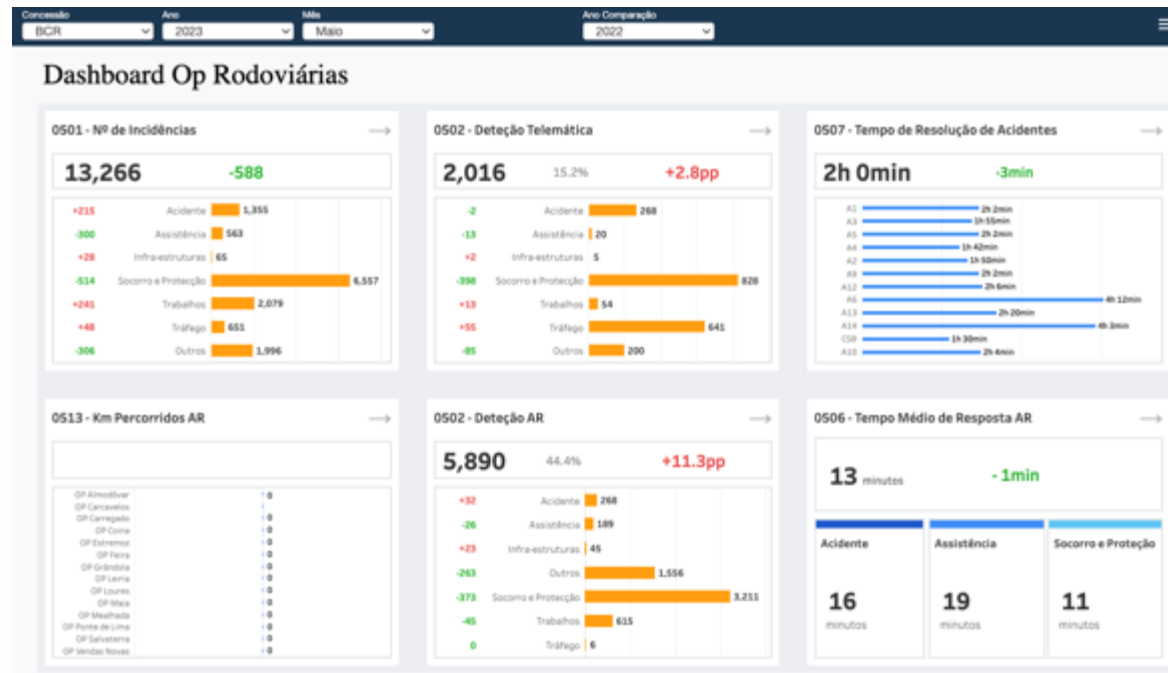 Concessão Ano Mês Ano Comparação
BCR 2023 Maio 2022
Dashboard Op Rodoviárias
0501 - Nº de Incidências
13,266 -588
+215 Acidente 1,355
-300 Assistência 563
+28 Infra-estruturas 65
-514 Socorro e Protecção 6,557
+241 Trabalhos 2,079
+48 Tráfego 651
-306 Outros 1,996
0502 - Deteção Telemática
2,016 15.2% +2.8pp
-2 Acidente 268
-13 Assistência 20
+2 Infra-estruturas 5
-398 Socorro e Protecção 828
+13 Trabalhos 54
+55 Tráfego 641
-85 Outros 200
0507 - Tempo de Resolução de Acidentes
2h 0min -3min
A1 2h 2min
A3 1h 55min
A5 2h 2min
A4 1h 42min
A2 1h 50min
A9 2h 2min
A12 2h 6min
A6 4h 12min
A13 2h 20min
A14 4h 3min
CSB 1h 30min
A10 2h 4min
0513 - Km Percorridos AR
OP Almodôvar 0
OP Carcavelos
OP Carregado 0
OP Coina 0
OP Estremoz 0
OP Feira 0
OP Grândola 0
OP Leiria 0
OP Loures 0
OP Maia 0
OP Mealhada 0
OP Ponte de Lima 0
OP Salvaterra 0
OP Vendas Novas 0
0502 - Deteção AR
5,890 44.4% +11.3pp
+32 Acidente 268
-26 Assistência 189
+23 Infra-estruturas 45
-263 Outros 1,556
-373 Socorro e Protecção 3,211
-45 Trabalhos 615
0 Tráfego 6
0506 - Tempo Médio de Resposta AR
13 minutos - 1min
Acidente Assistência Socorro e Proteção
16 19 11
minutos minutos minutos